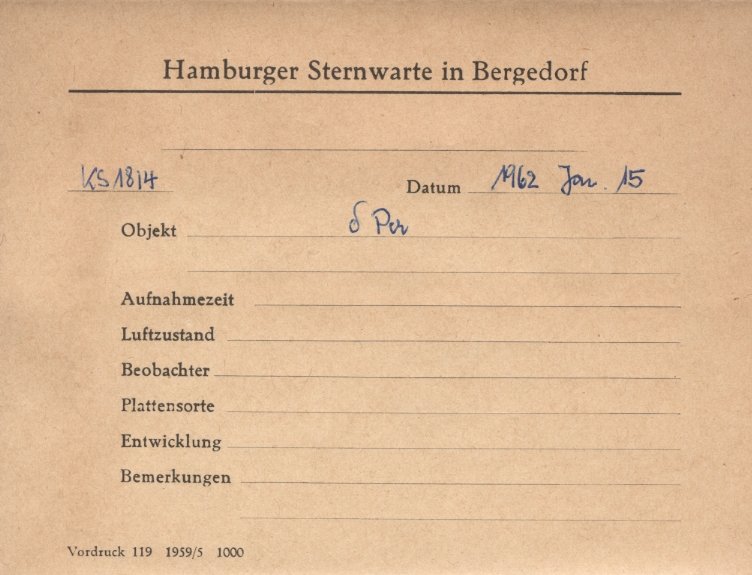 Hamburger Sternwarte in Bergedorf
KS 1814 Datum 1962 Jan. 15
Objekt δ Per
Aufnahmezeit
Luftzustand
Beobachter
Plattensorte
Entwicklung
Bemerkungen
Vordruck 119 1959/5 1000